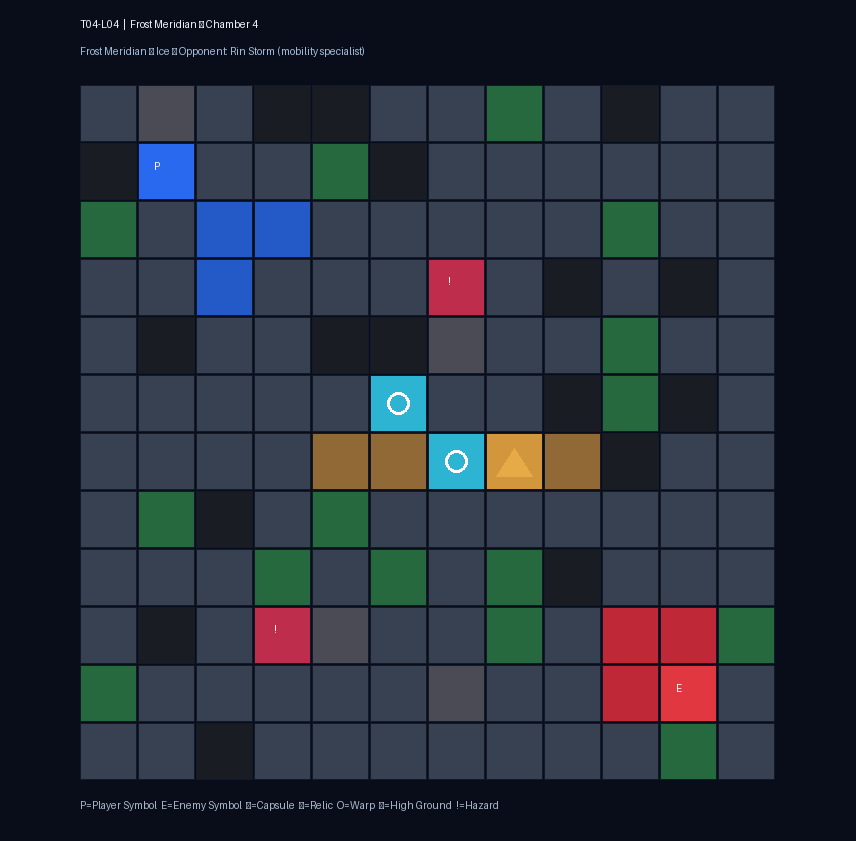 T04-L04 | Frost Meridian □ Chamber 4
Frost Meridian □ Ice □ Opponent: Rin Storm (mobility specialist)
P
!
!
E
P=Player Symbol E=Enemy Symbol □=Capsule □=Relic O=Warp □=High Ground !=Hazard